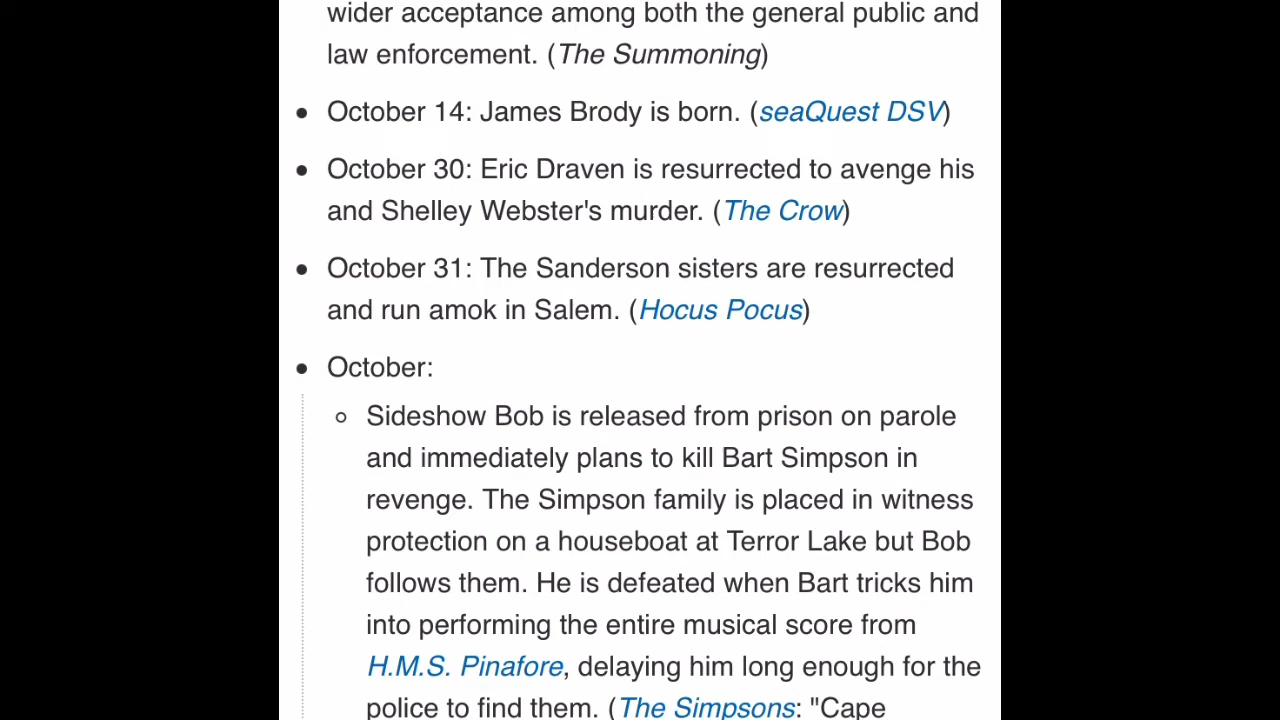 wider acceptance among both the general public and
law enforcement. (The Summoning)
• October 14: James Brody is born. (seaQuest DSV)
• October 30: Eric Draven is resurrected to avenge his
and Shelley Webster's murder. (The Crow)
• October 31: The Sanderson sisters are resurrected
and run amok in Salem. (Hocus Pocus)
• October:
◦ Sideshow Bob is released from prison on parole
and immediately plans to kill Bart Simpson in
revenge. The Simpson family is placed in witness
protection on a houseboat at Terror Lake but Bob
follows them. He is defeated when Bart tricks him
into performing the entire musical score from
H.M.S. Pinafore, delaying him long enough for the
police to find them. (The Simpsons: "Cape